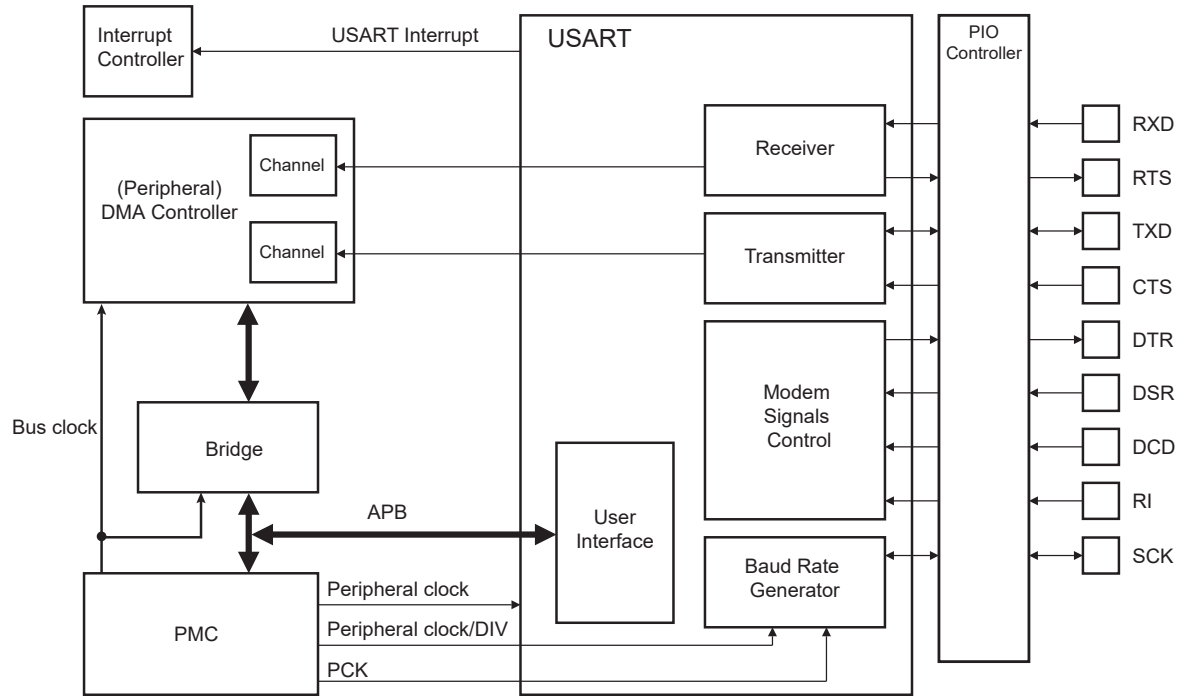 Interrupt
Controller
USART Interrupt
USART
PIO
Controller
(Peripheral)
DMA Controller
Channel
Channel
Receiver
Transmitter
Modem
Signals
Control
RXD
RTS
TXD
CTS
DTR
DSR
DCD
RI
SCK
Bus clock
Bridge
APB
User
Interface
Baud Rate
Generator
PMC
Peripheral clock
Peripheral clock/DIV
PCK